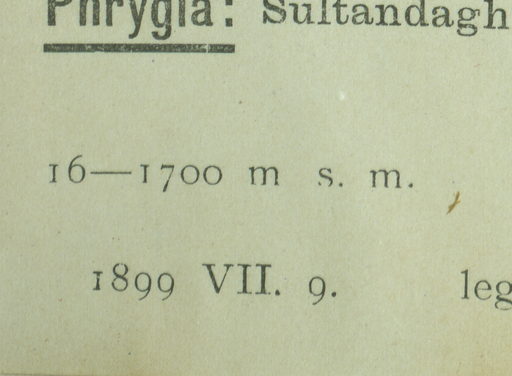 Phrygia: Sultandagh
16—1700 m s. m.
1899 VII. 9. leg